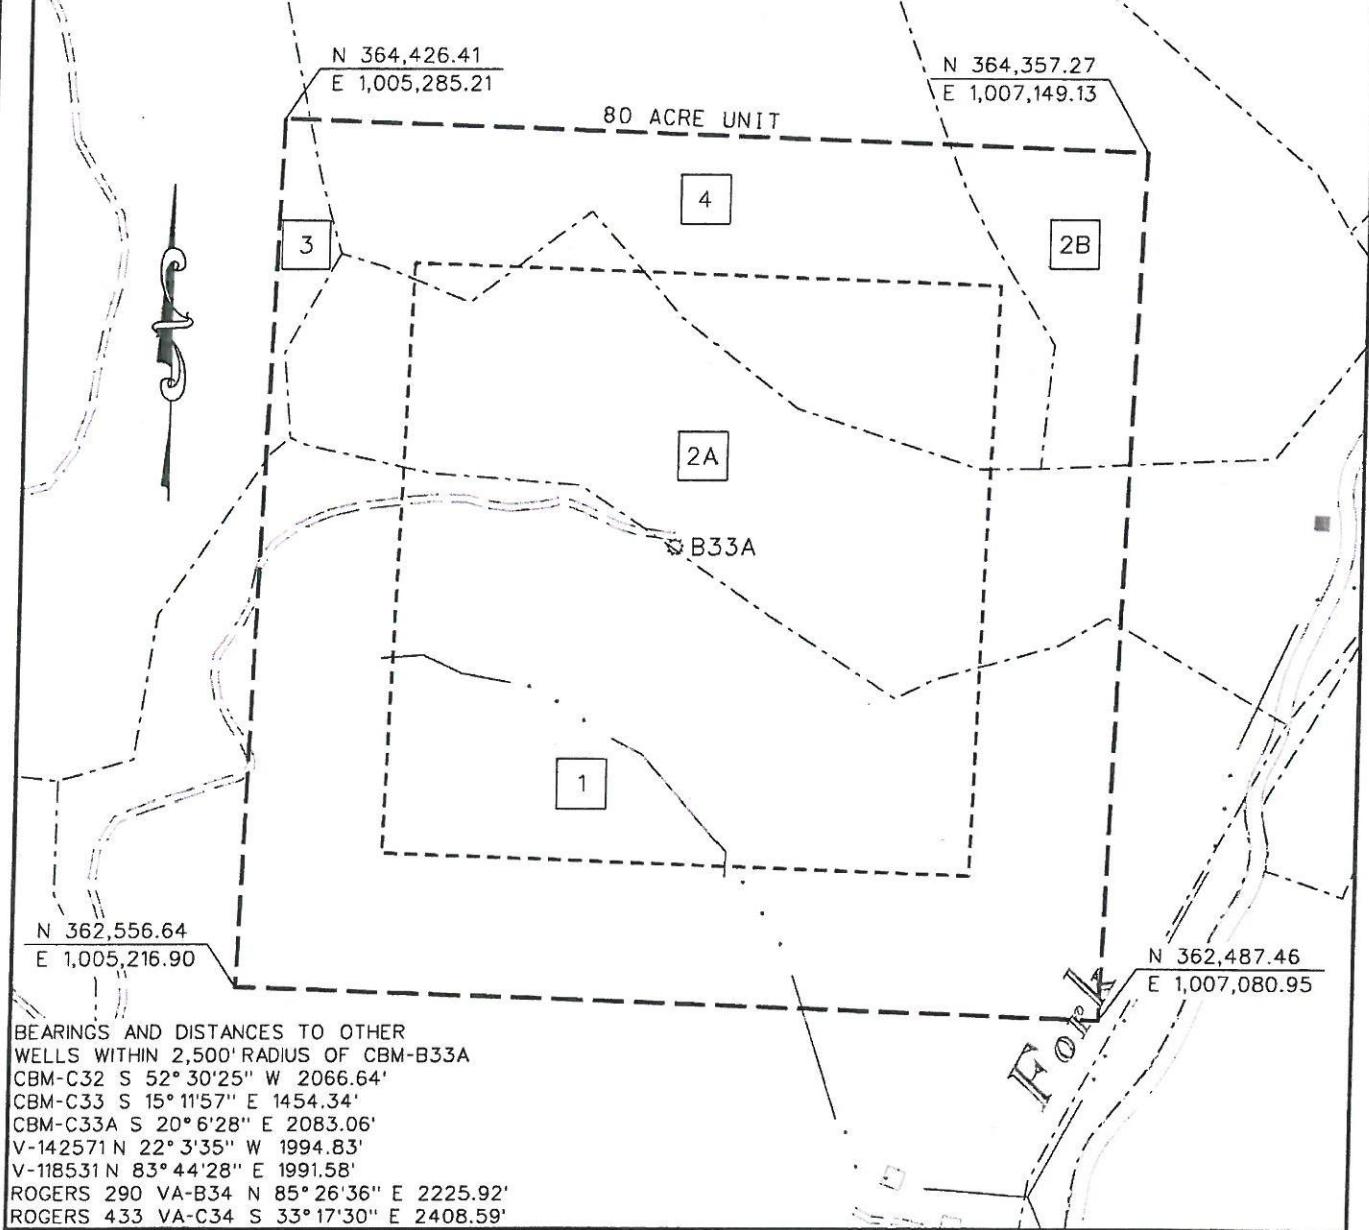 N 364,426.41
E 1,005,285.21
N 364,357.27
E 1,007,149.13
80 ACRE UNIT
4
3
2B
2A
B33A
1
N 362,556.64
E 1,005,216.90
N 362,487.46
E 1,007,080.95
Fork
BEARINGS AND DISTANCES TO OTHER
WELLS WITHIN 2,500' RADIUS OF CBM-B33A
CBM-C32 S 52° 30'25" W 2066.64'
CBM-C33 S 15° 11'57" E 1454.34'
CBM-C33A S 20° 6'28" E 2083.06'
V-142571 N 22° 3'35" W 1994.83'
V-118531 N 83° 44'28" E 1991.58'
ROGERS 290 VA-B34 N 85° 26'36" E 2225.92'
ROGERS 433 VA-C34 S 33° 17'30" E 2408.59'